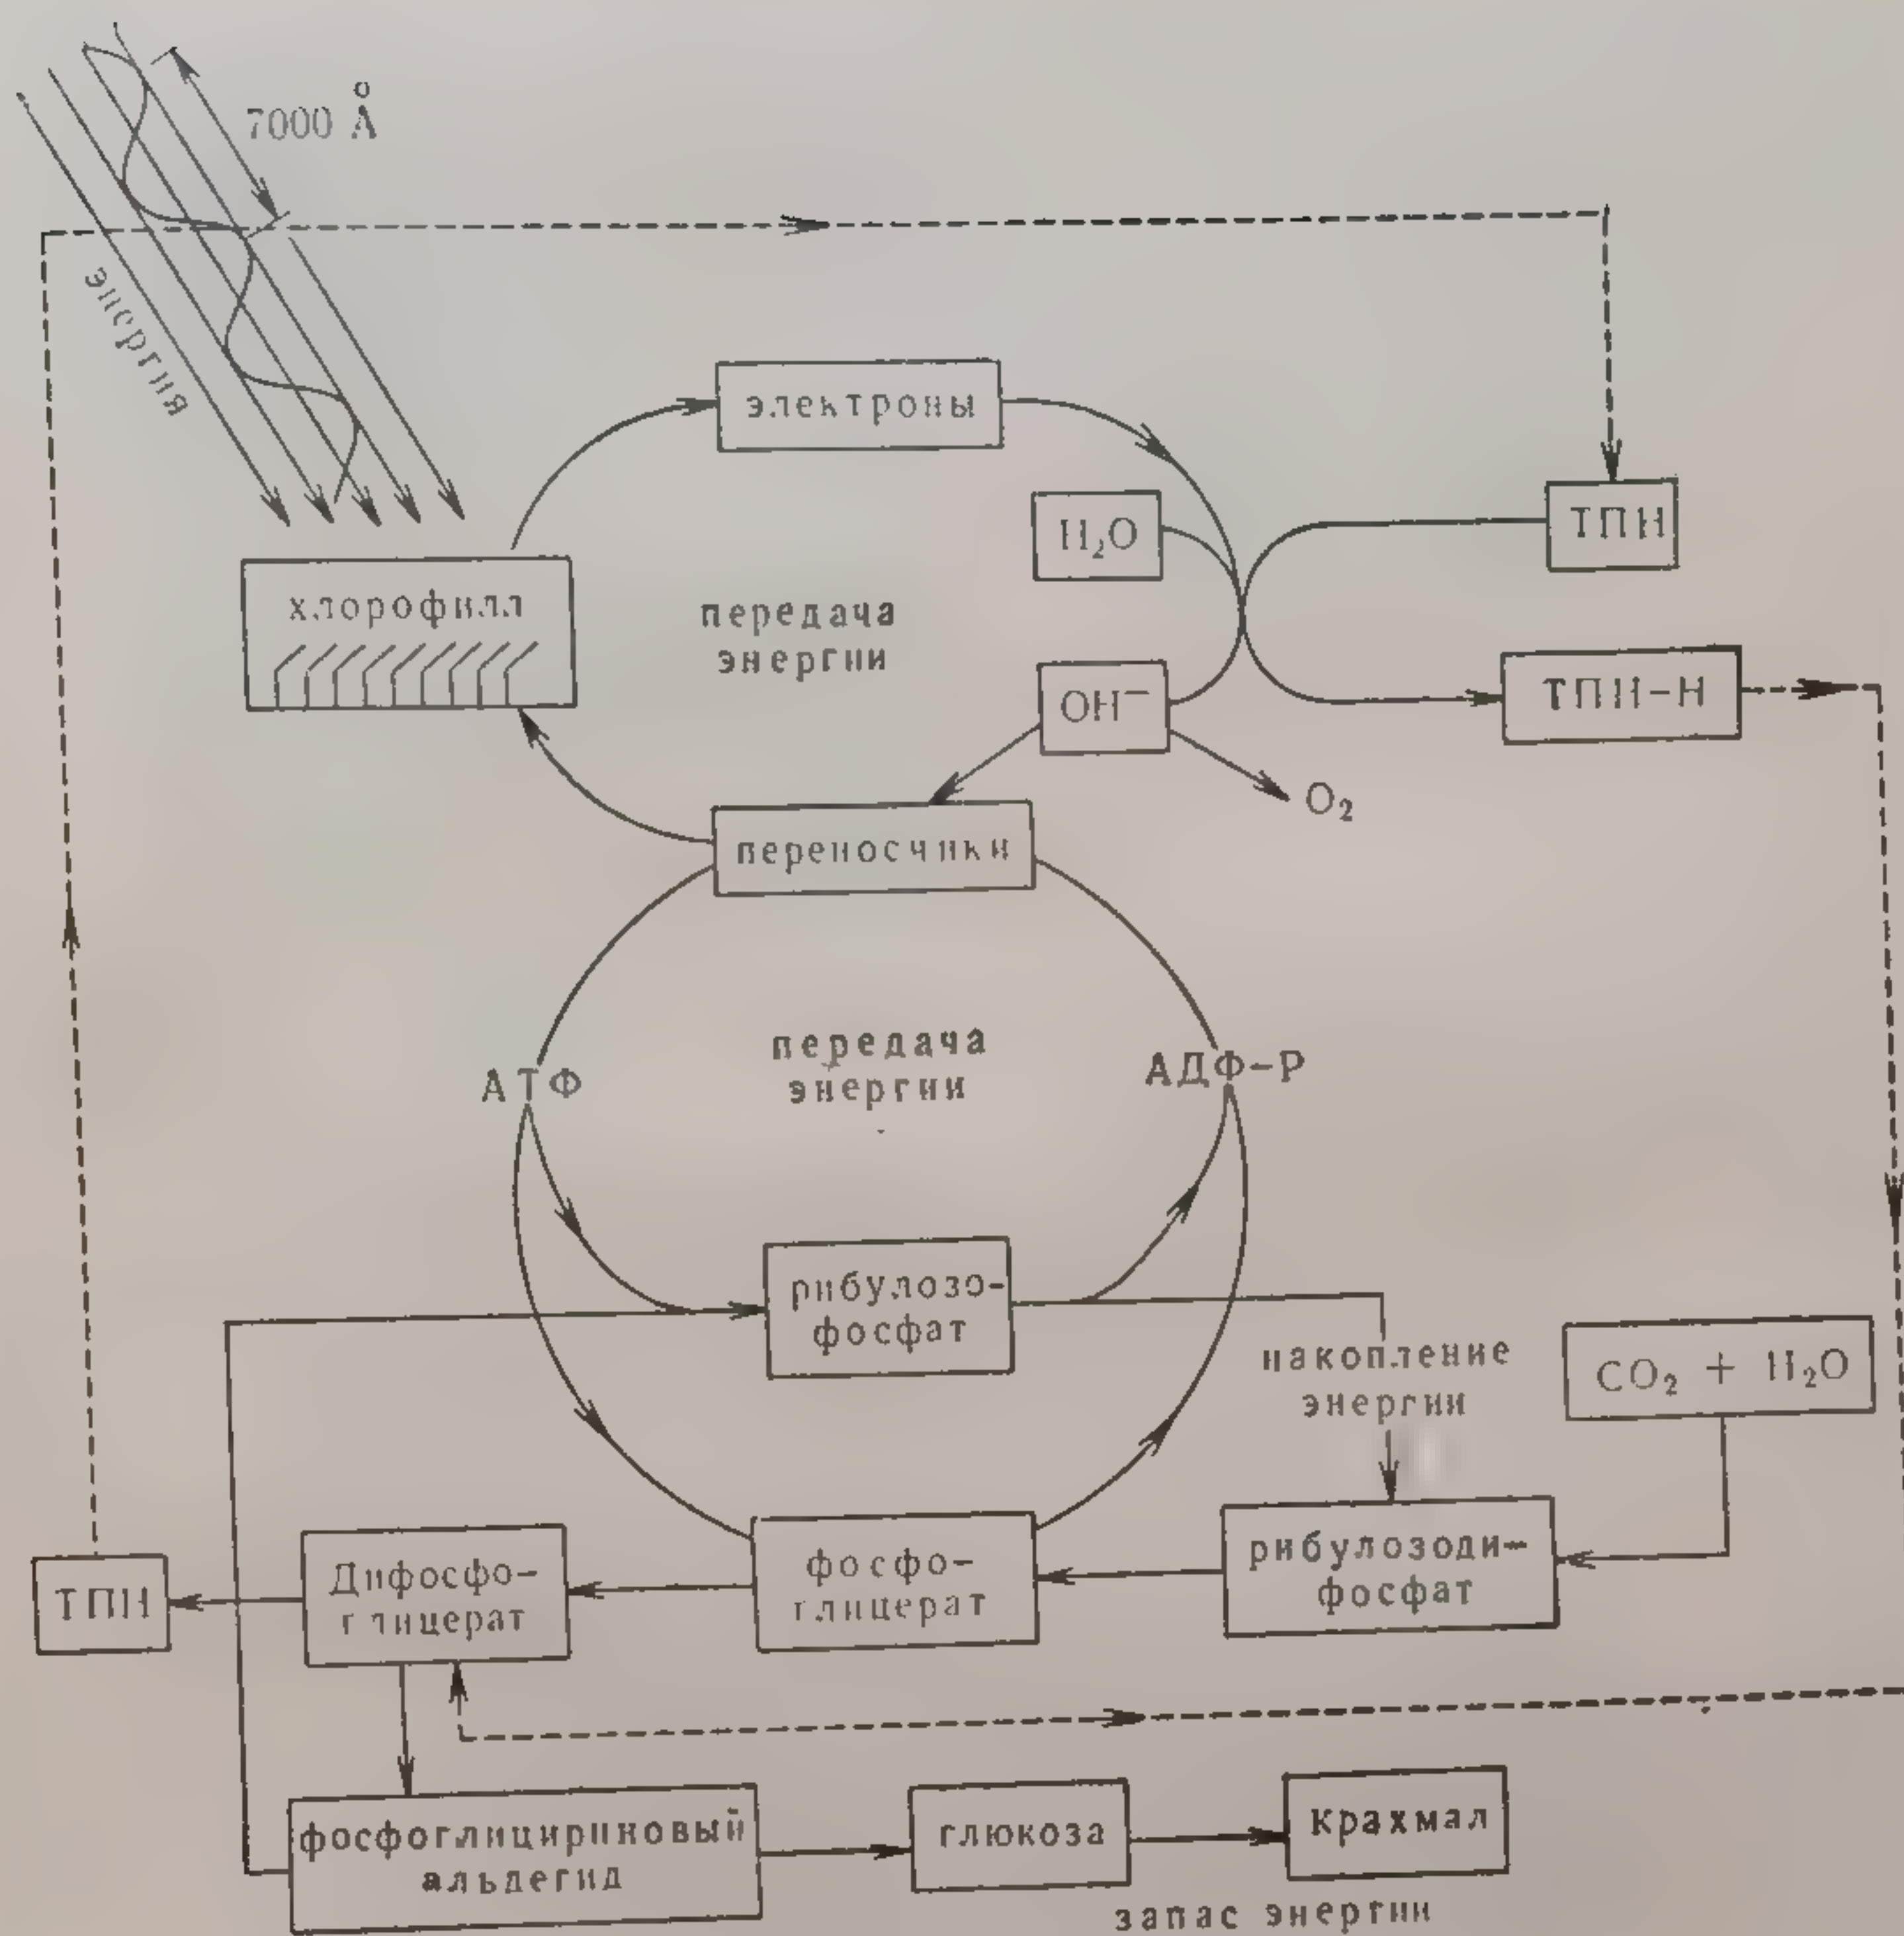 7000 Å
энергия
электроны
H₂O
ТПН
хлорофилл
передача
энергии
OH⁻
ТПН-Н
O₂
переносчики
передача
энергии
АТФ
АДФ-Р
рибулозо-
фосфат
накопление
энергии
CO₂ + H₂O
ТПН
Дифосфо-
глицерат
фосфо-
глицерат
рибулозоди-
фосфат
фосфоглицириновый
альдегид
глюкоза
крахмал
запас энергии